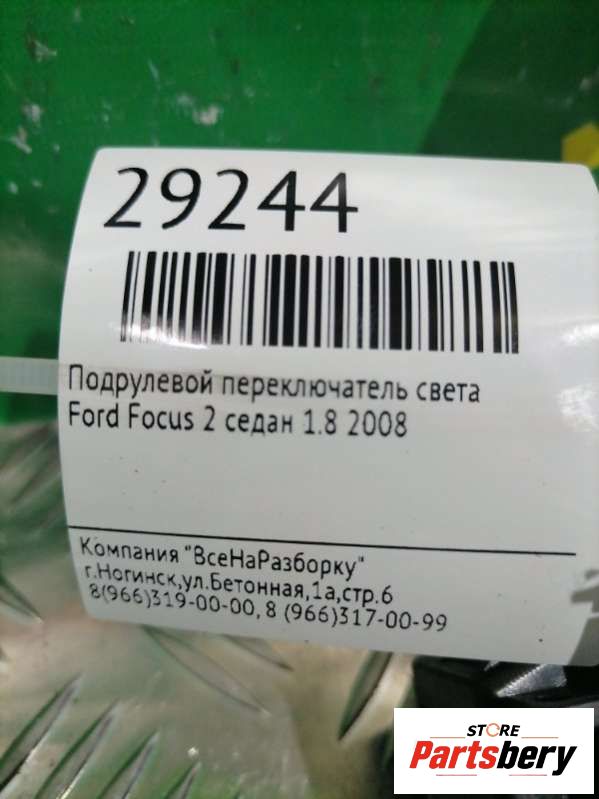 29244
Подрулевой переключатель света
Ford Focus 2 седан 1.8 2008
Компания "ВсеНаРазборку"
г.Ногинск,ул.Бетонная,1а,стр.6
8(966)319-00-00, 8 (966)317-00-99
STORE
Partsbery